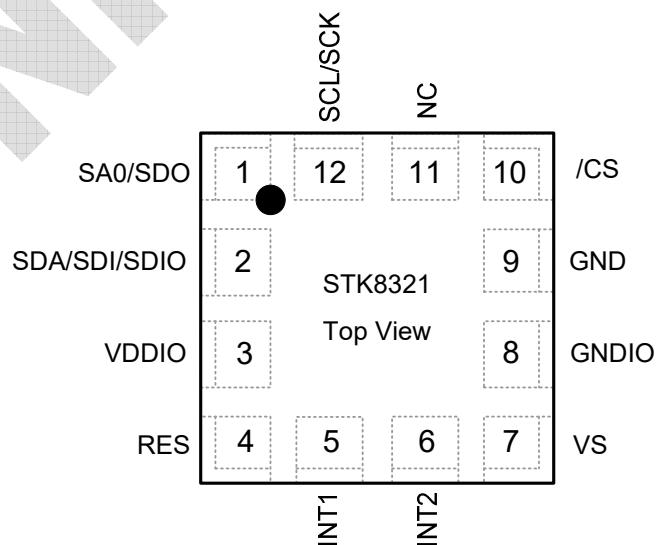 SCL/SCK
NC
SA0/SDO
1
12
11
10
/CS
SDA/SDI/SDIO
2
9
GND
STK8321
Top View
VDDIO
3
8
GNDIO
RES
4
5
6
7
VS
INT1
INT2